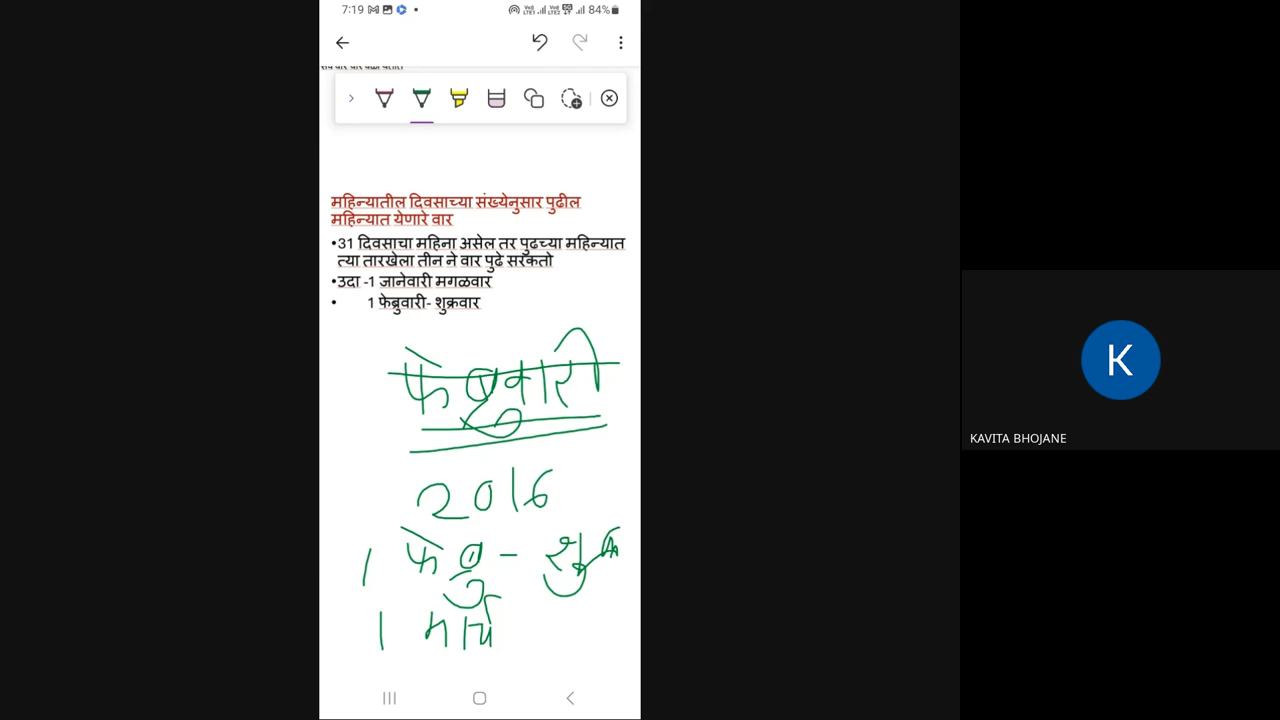 7:19
84%
महिन्यातील दिवसाच्या संख्येनुसार पुढील
महिन्यात येणारे वार
•31 दिवसाचा महिना असेल तर पुढच्या महिन्यात
त्या तारखेला तीन ने वार पुढे सरकतो
•उदा -1 जानेवारी मगळवार
• 1 फेब्रुवारी- शुक्रवार
फेब्रुवारी
2016
1 फेब्रु - शुक्र
1 मार्च
K
KAVITA BHOJANE